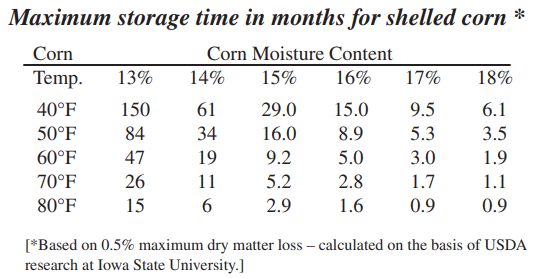 Maximum storage time in months for shelled corn *
Corn Corn Moisture Content
Temp. 13% 14% 15% 16% 17% 18%
40°F 150 61 29.0 15.0 9.5 6.1
50°F 84 34 16.0 8.9 5.3 3.5
60°F 47 19 9.2 5.0 3.0 1.9
70°F 26 11 5.2 2.8 1.7 1.1
80°F 15 6 2.9 1.6 0.9 0.9
[*Based on 0.5% maximum dry matter loss – calculated on the basis of USDA
research at Iowa State University.]